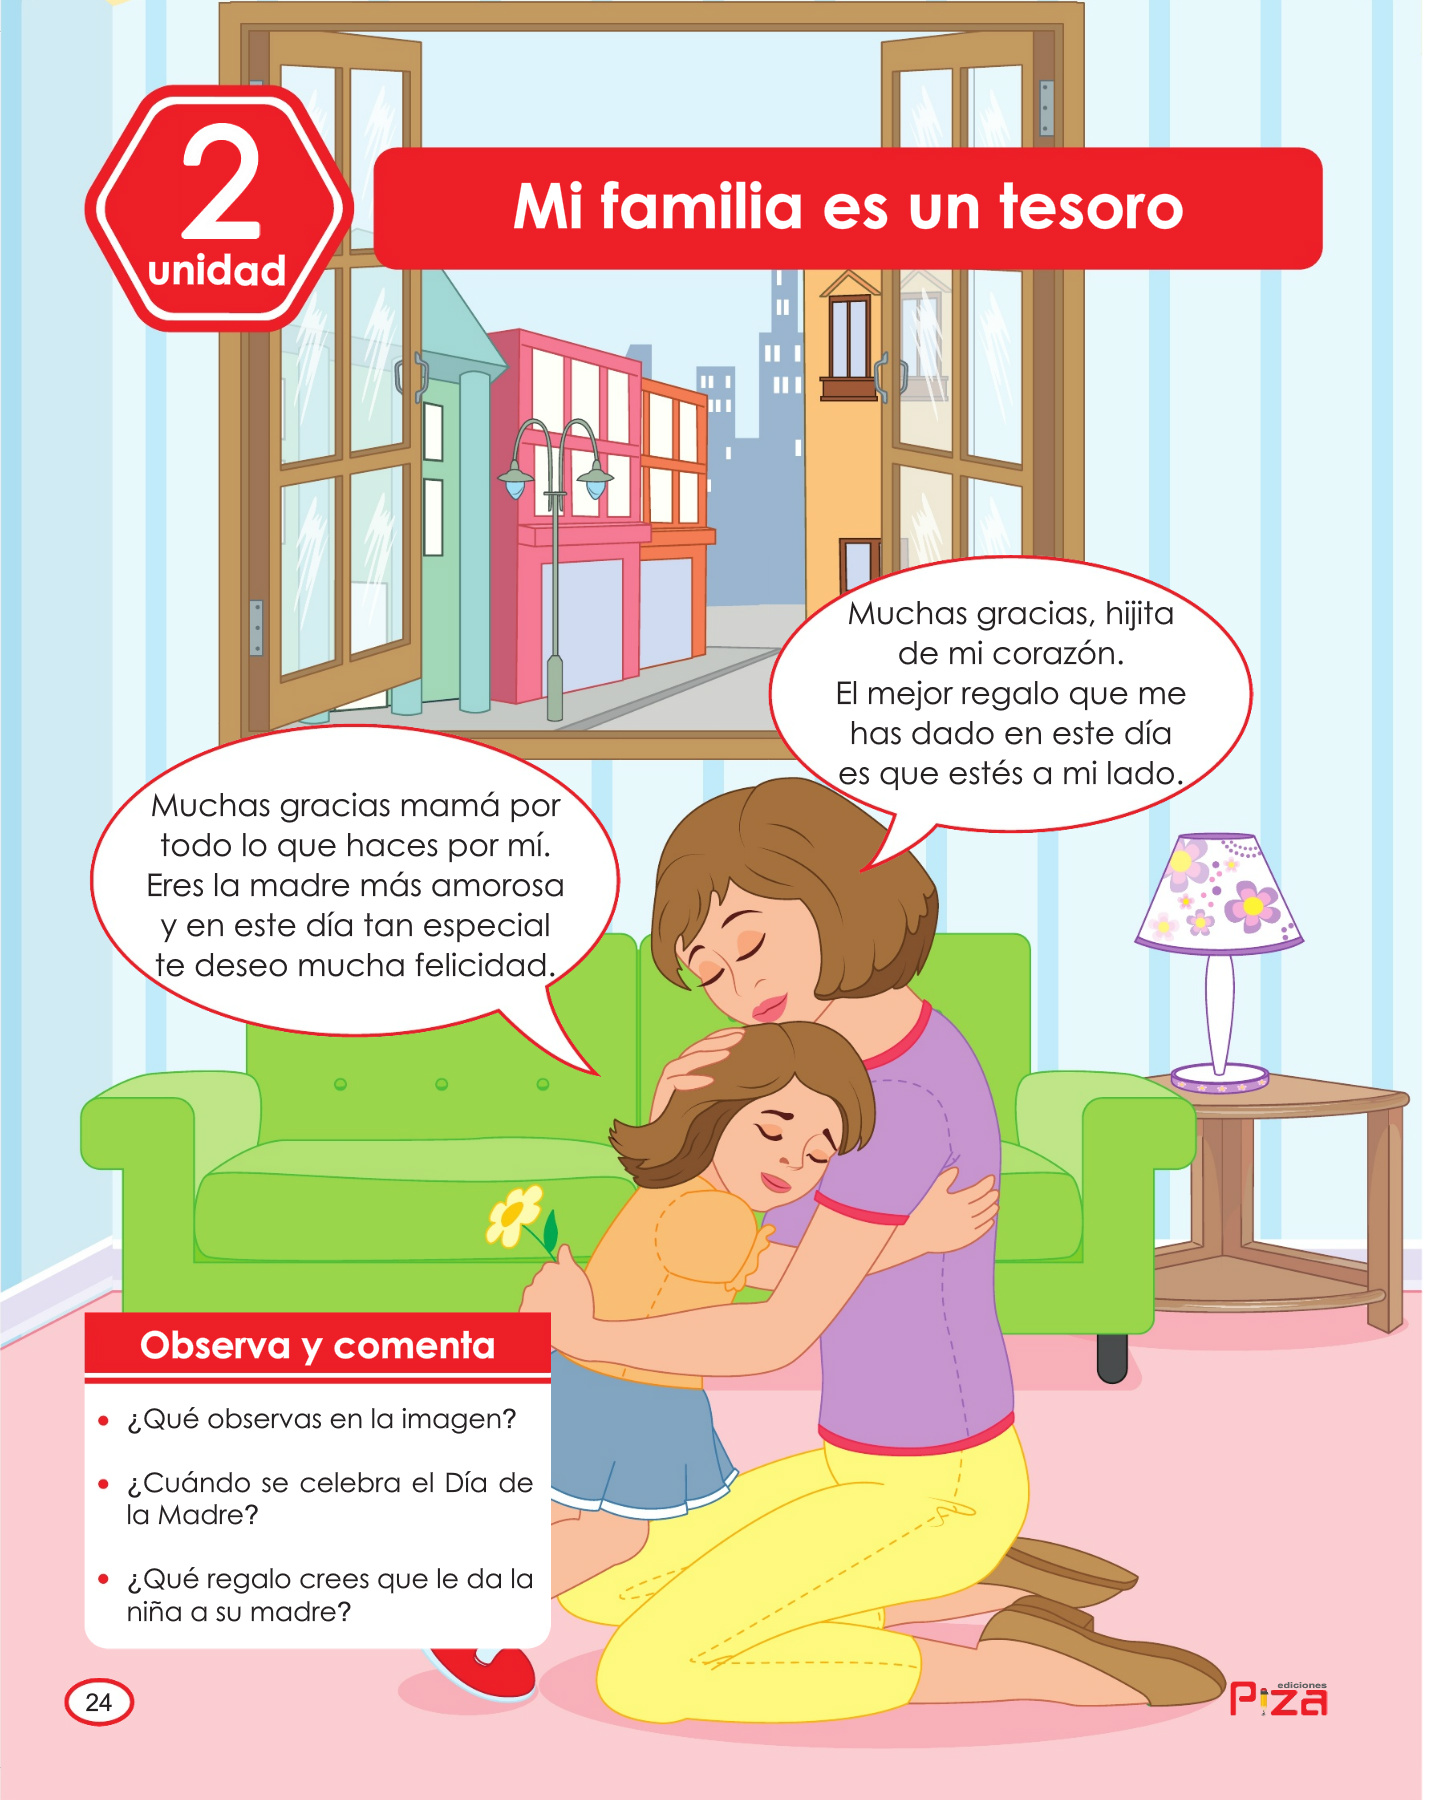 2
unidad
Mi familia es un tesoro
Muchas gracias, hijita
de mi corazón.
El mejor regalo que me
has dado en este día
es que estés a mi lado.
Muchas gracias mamá por
todo lo que haces por mí.
Eres la madre más amorosa
y en este día tan especial
te deseo mucha felicidad.
Observa y comenta
• ¿Qué observas en la imagen?
• ¿Cuándo se celebra el Día de
la Madre?
• ¿Qué regalo crees que le da la
niña a su madre?
24
ediciones
Piza